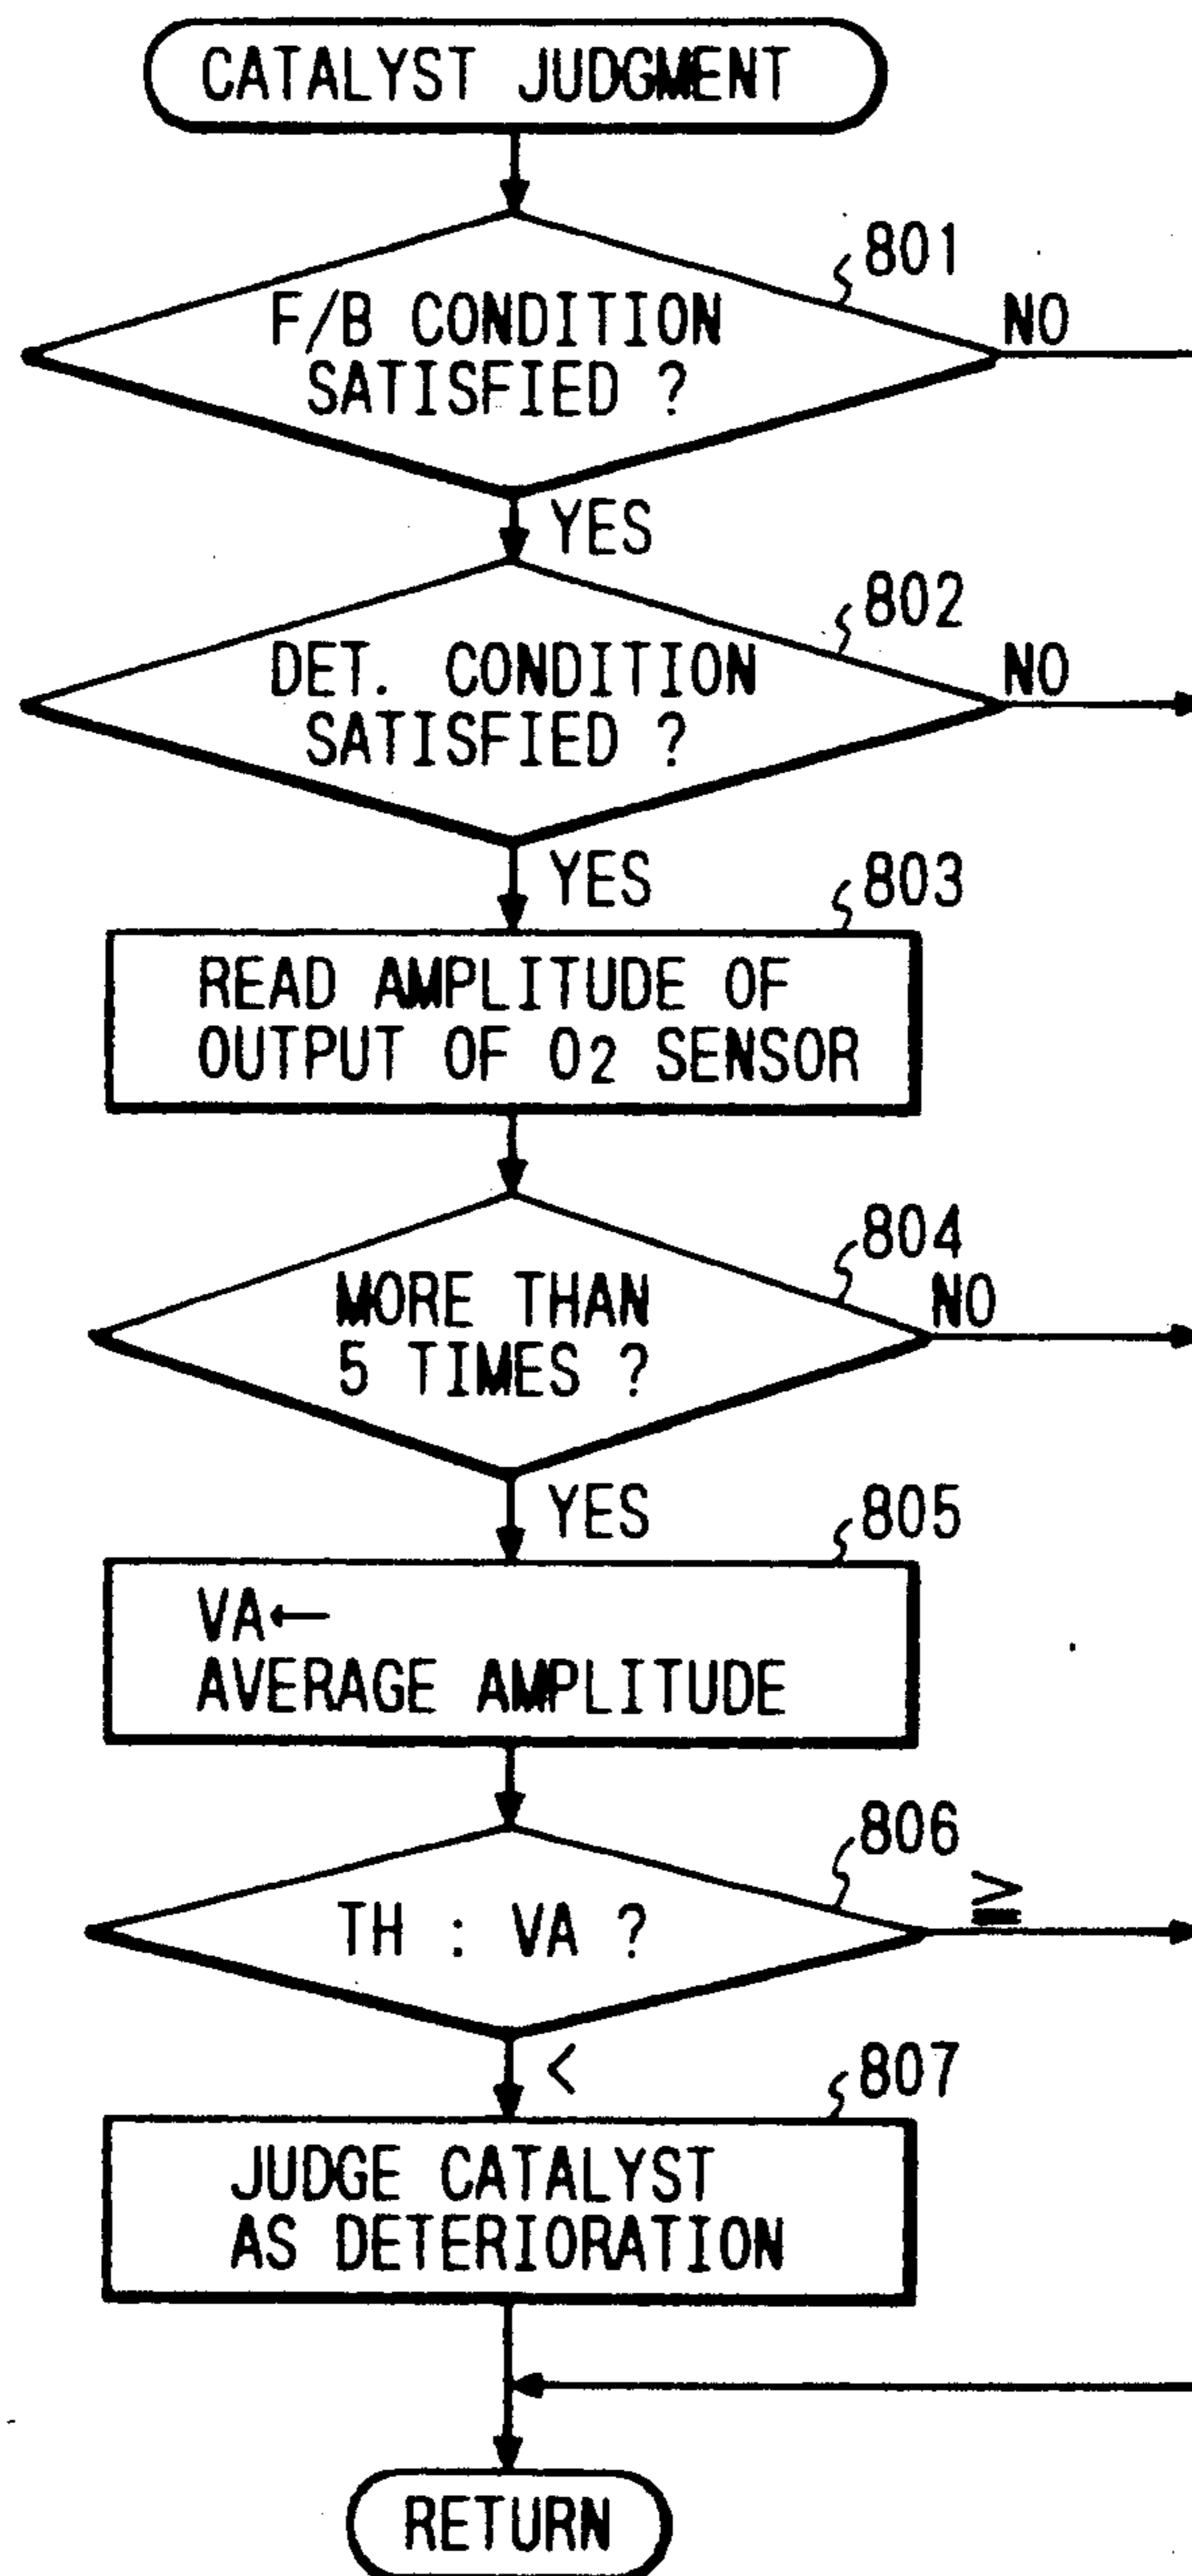 CATALYST JUDGMENT
801
F/B CONDITION
SATISFIED ?
NO
YES
802
DET. CONDITION
SATISFIED ?
NO
YES
803
READ AMPLITUDE OF
OUTPUT OF O2 SENSOR
804
MORE THAN
5 TIMES ?
NO
YES
805
VA←
AVERAGE AMPLITUDE
806
TH : VA ?
≧
<
807
JUDGE CATALYST
AS DETERIORATION
RETURN